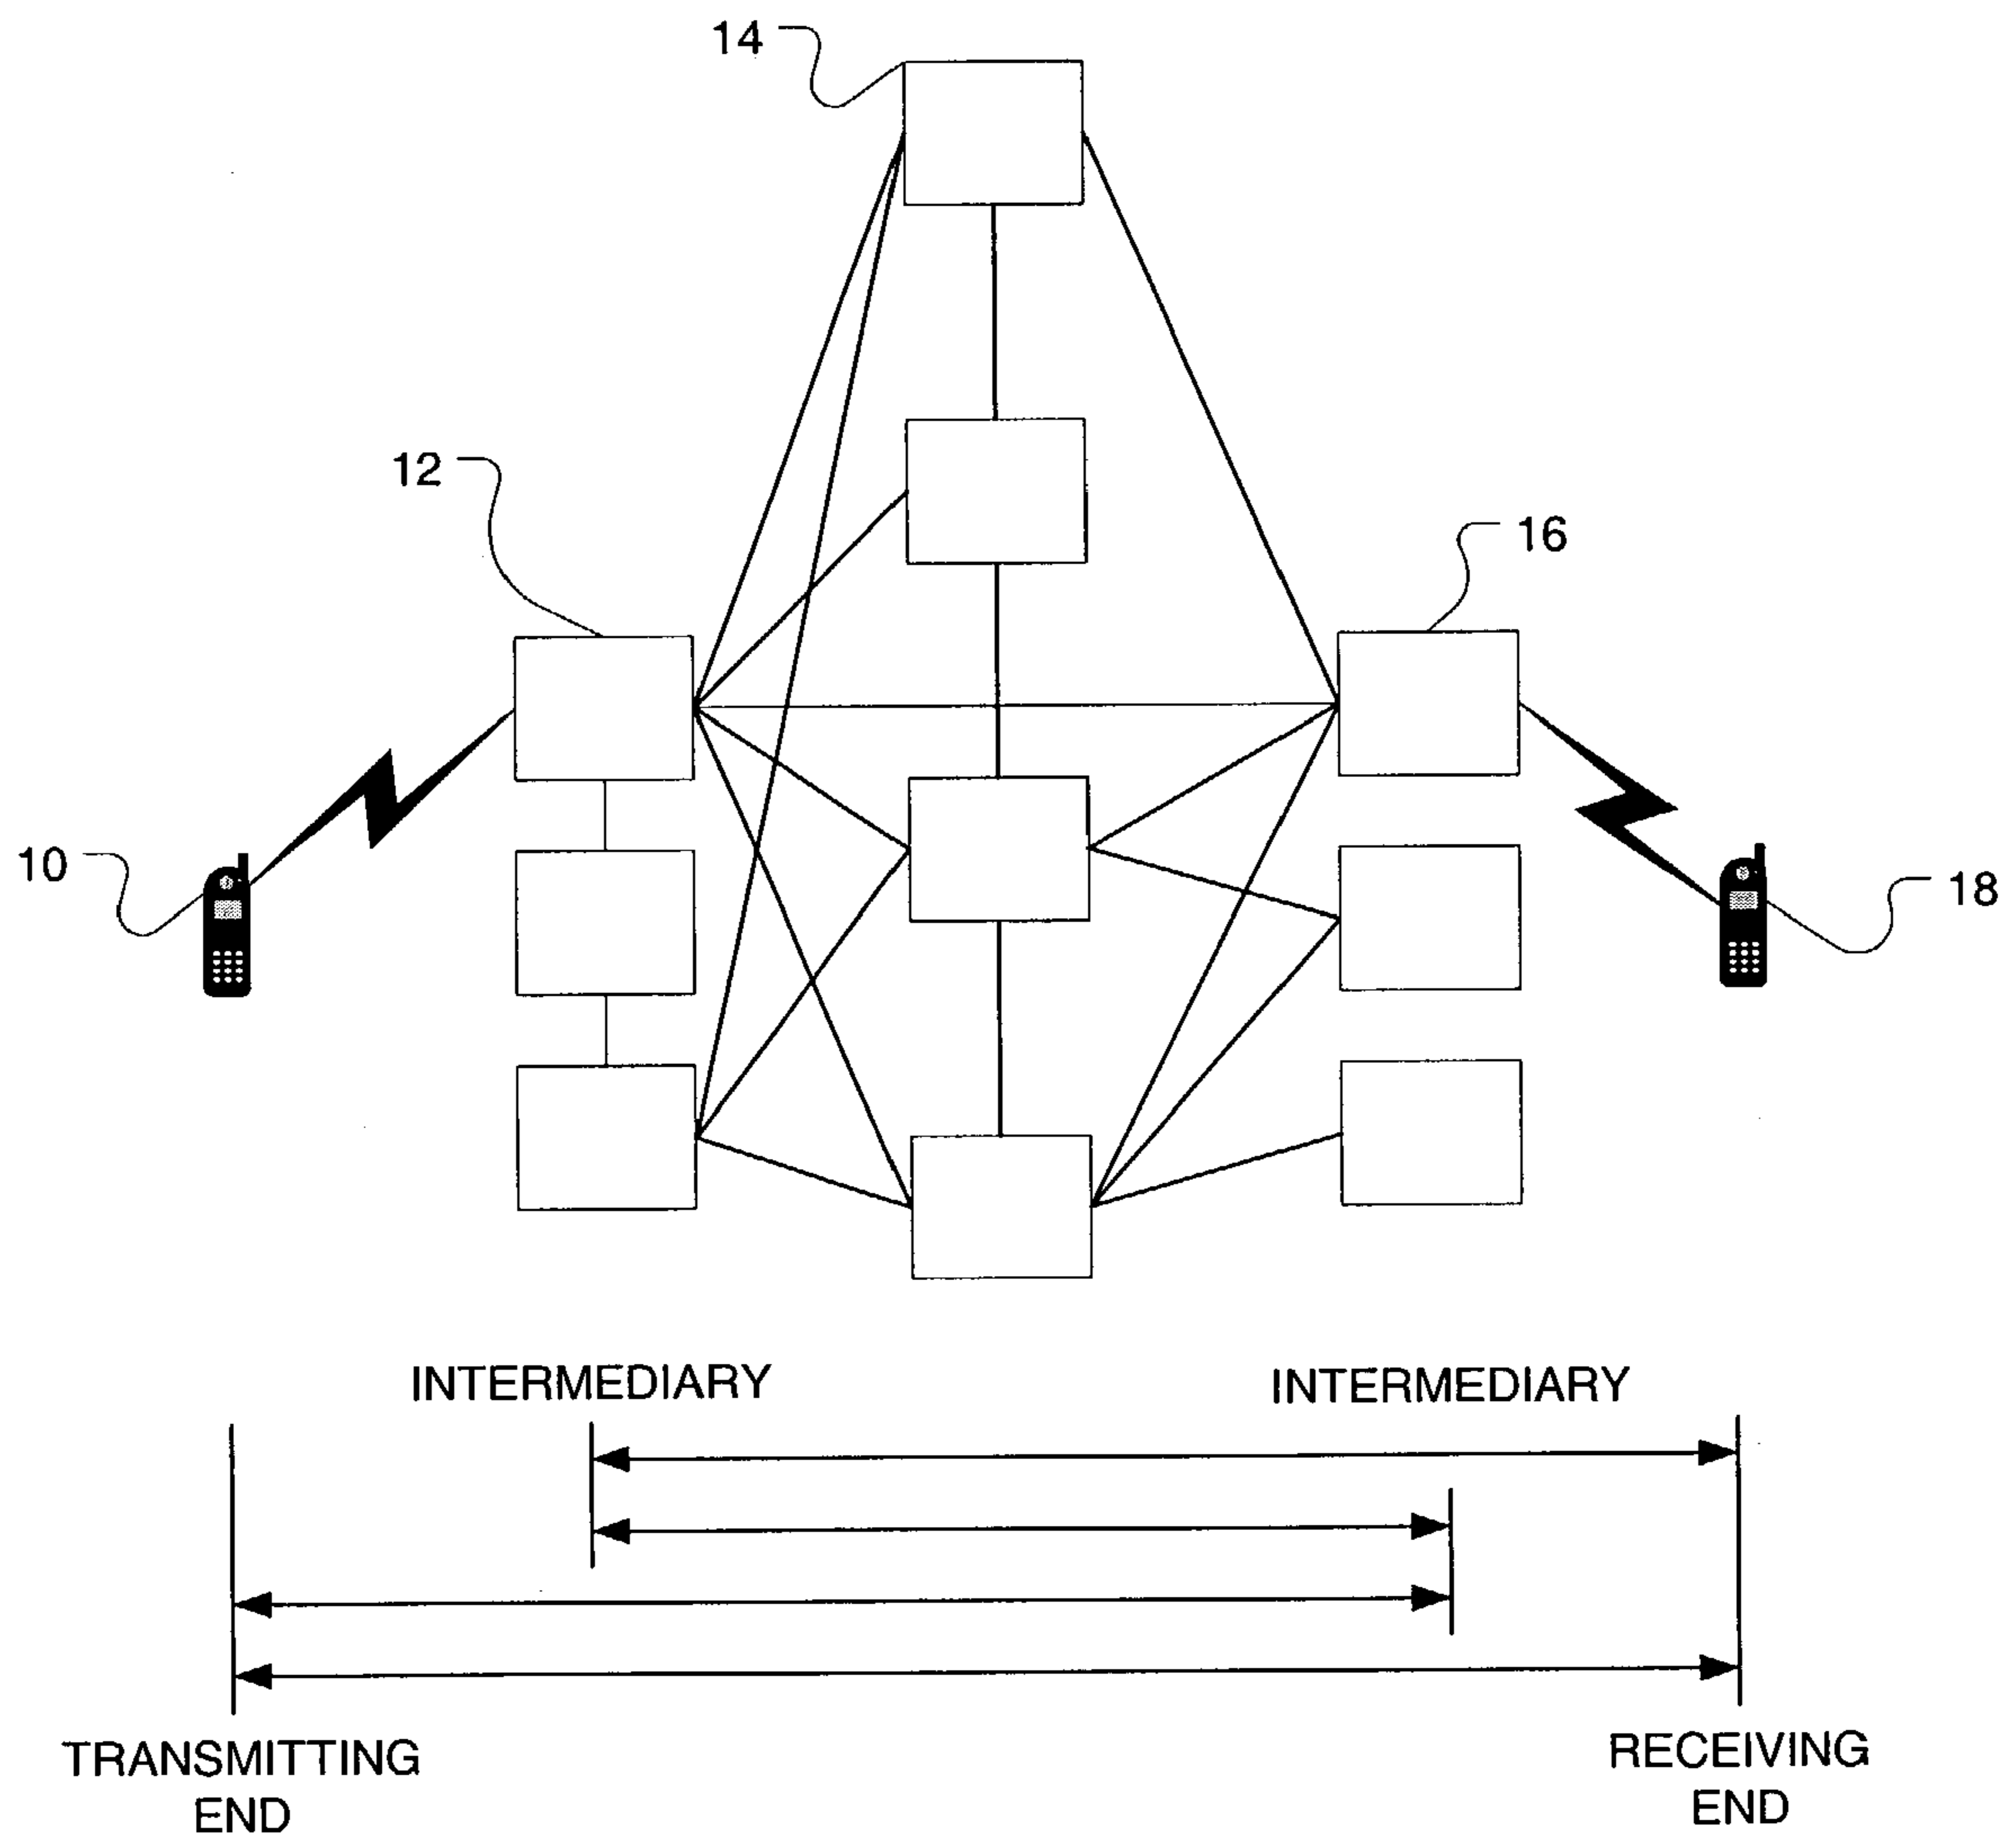 14
12
16
10
18
INTERMEDIARY
INTERMEDIARY
TRANSMITTING
END
RECEIVING
END